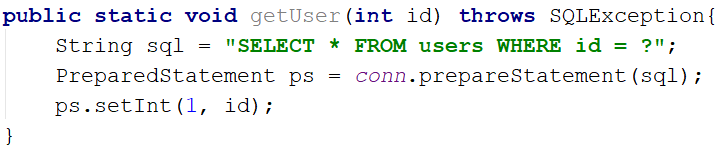 public static void getUser(int id) throws SQLException{
    String sql = "SELECT * FROM users WHERE id = ?";
    PreparedStatement ps = conn.prepareStatement(sql);
    ps.setInt(1, id);
}